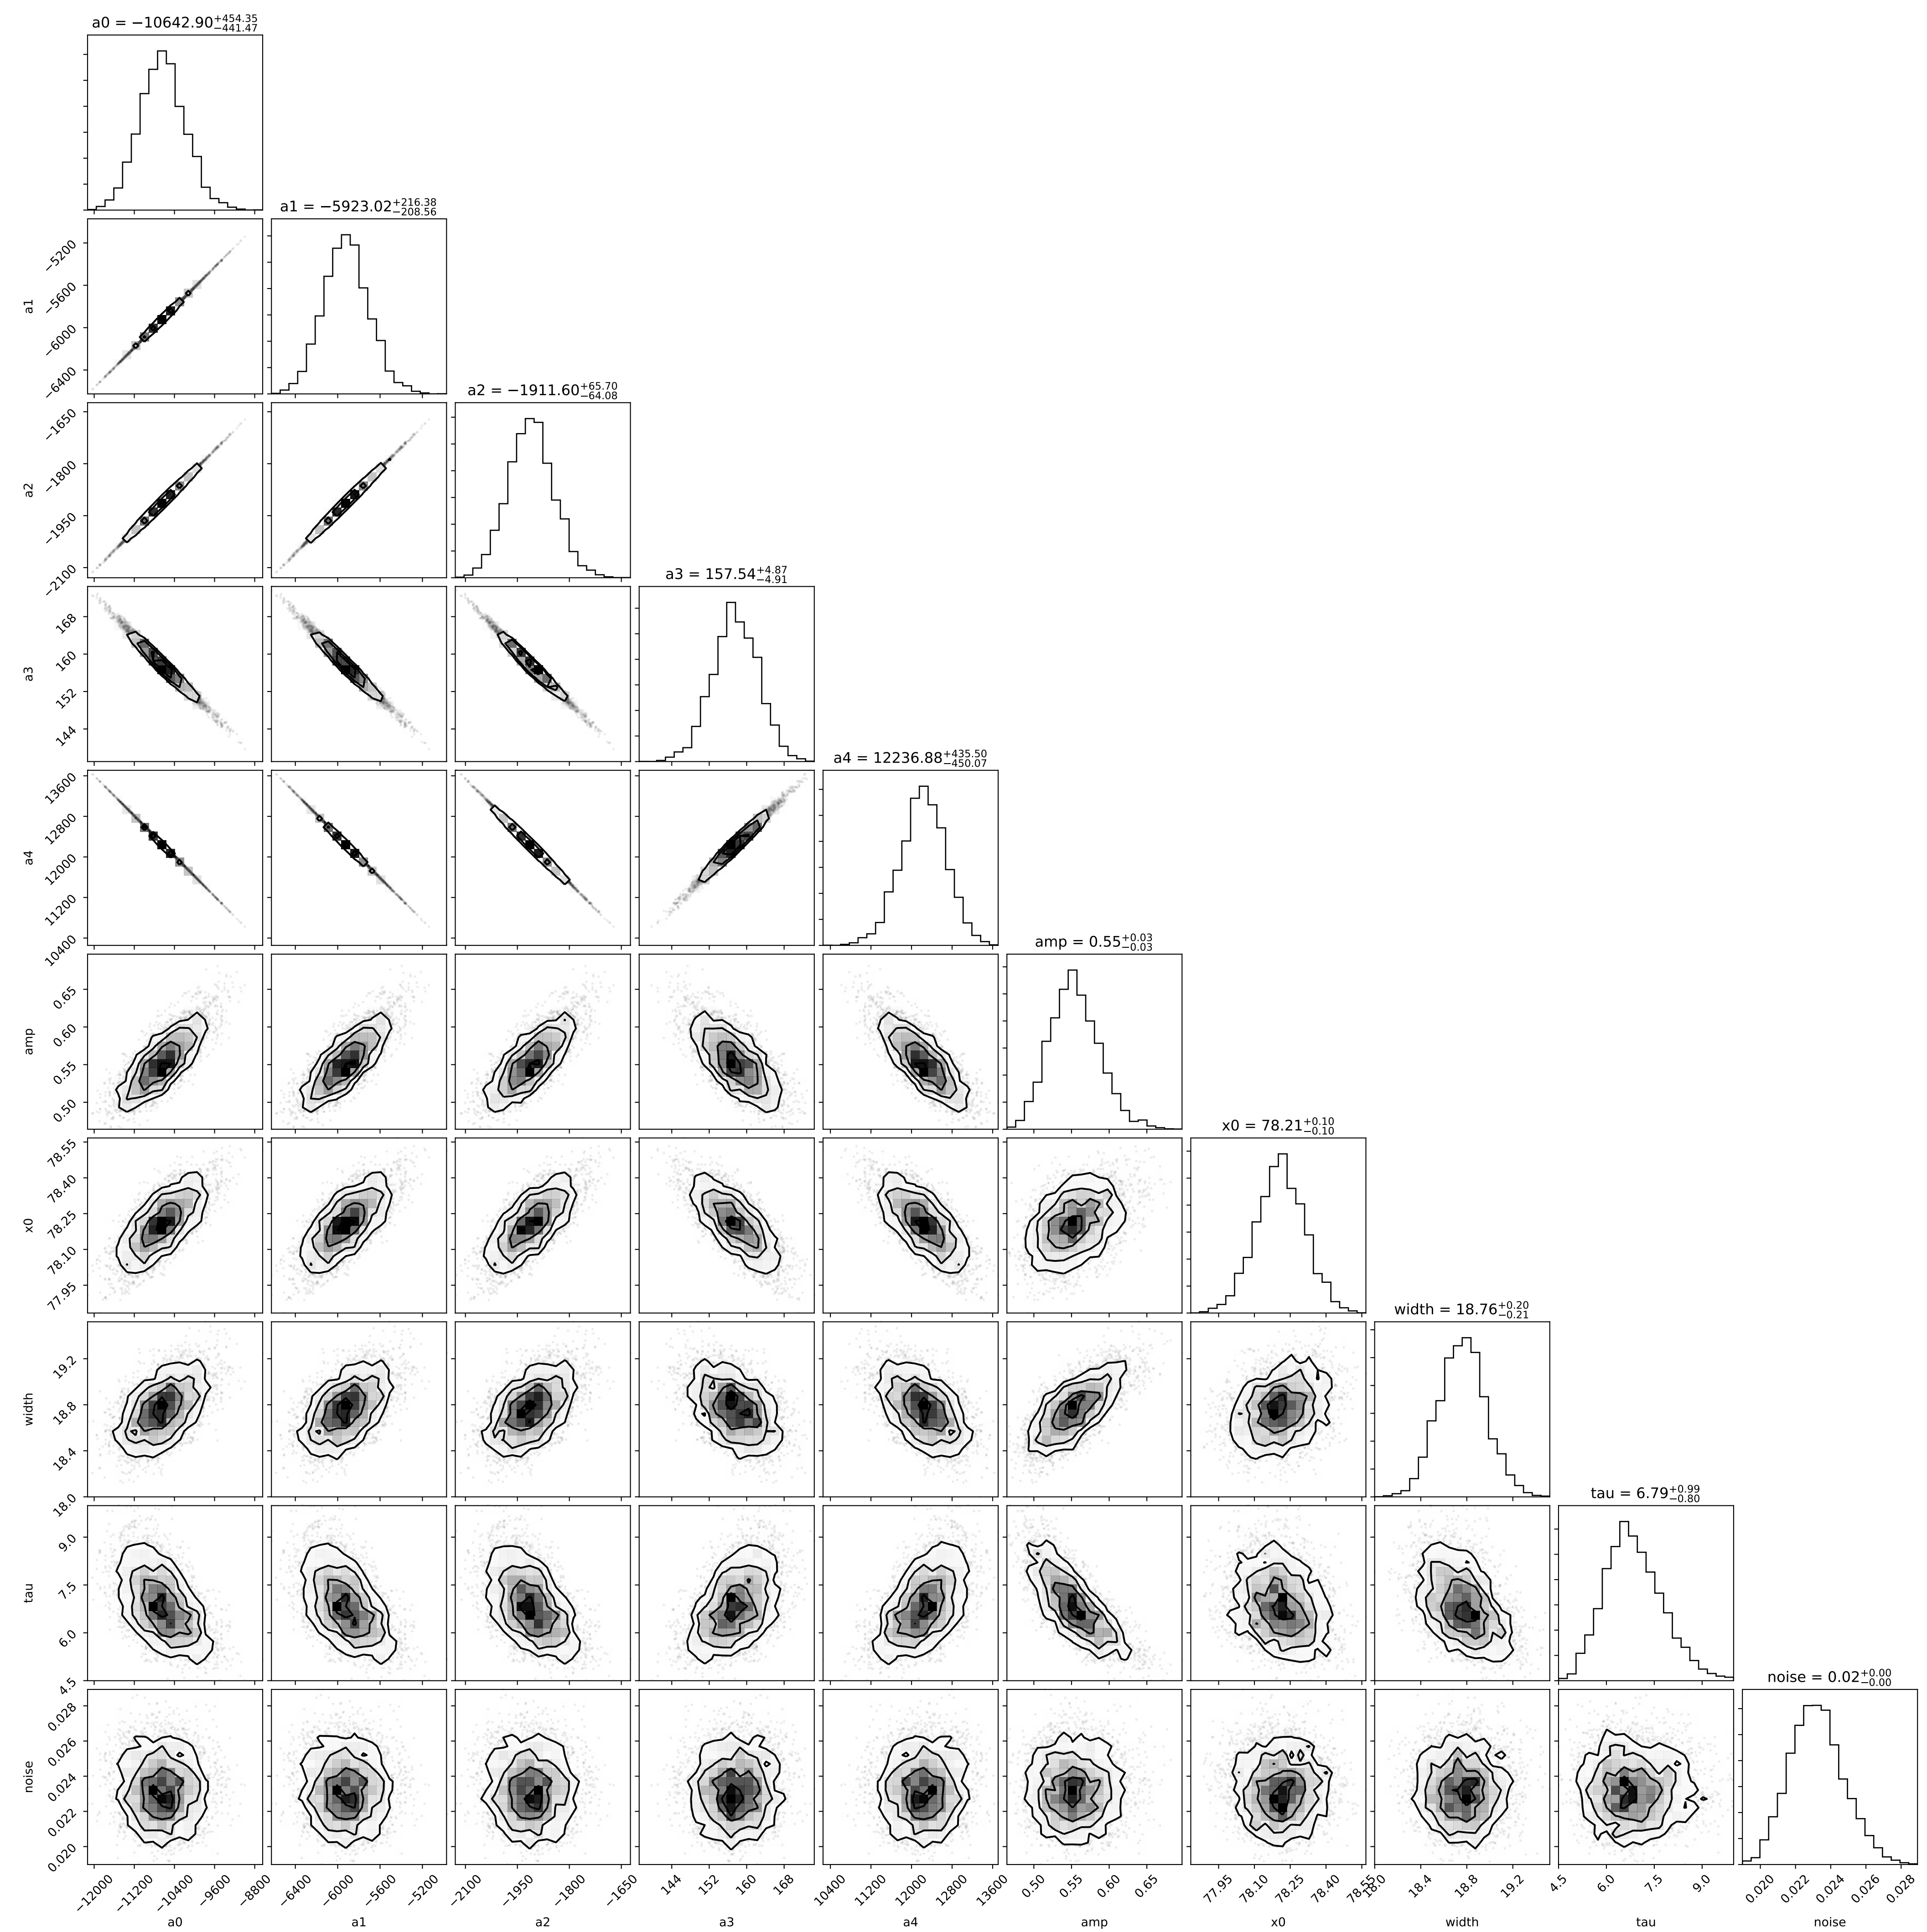 a0 = −10642.90 +454.35 −441.47
a1 = −5923.02 +216.38 −208.56
−5200
−5600
−6000
−6400
a1
a2 = −1911.60 +65.70 −64.08
−1650
−1800
−1950
−2100
a2
a3 = 157.54 +4.87 −4.91
168
160
152
144
a3
a4 = 12236.88 +435.50 −450.07
13600
12800
12000
11200
10400
a4
amp = 0.55 +0.03 −0.03
0.65
0.60
0.55
0.50
amp
x0 = 78.21 +0.10 −0.10
78.55
78.40
78.25
78.10
77.95
x0
width = 18.76 +0.20 −0.21
19.2
18.8
18.4
18.0
width
tau = 6.79 +0.99 −0.80
9.0
7.5
6.0
4.5
tau
noise = 0.02 +0.00 −0.00
0.028
0.026
0.024
0.022
0.020
noise
−12000 −11200 −10400 −9600 −8800
−6400 −6000 −5600 −5200
−2100 −1950 −1800 −1650
144 152 160 168
10400 11200 12000 12800 13600
0.50 0.55 0.60 0.65
77.95 78.10 78.25 78.40 78.55
18.0 18.4 18.8 19.2
4.5 6.0 7.5 9.0
0.020 0.022 0.024 0.026 0.028
a0 a1 a2 a3 a4 amp x0 width tau noise